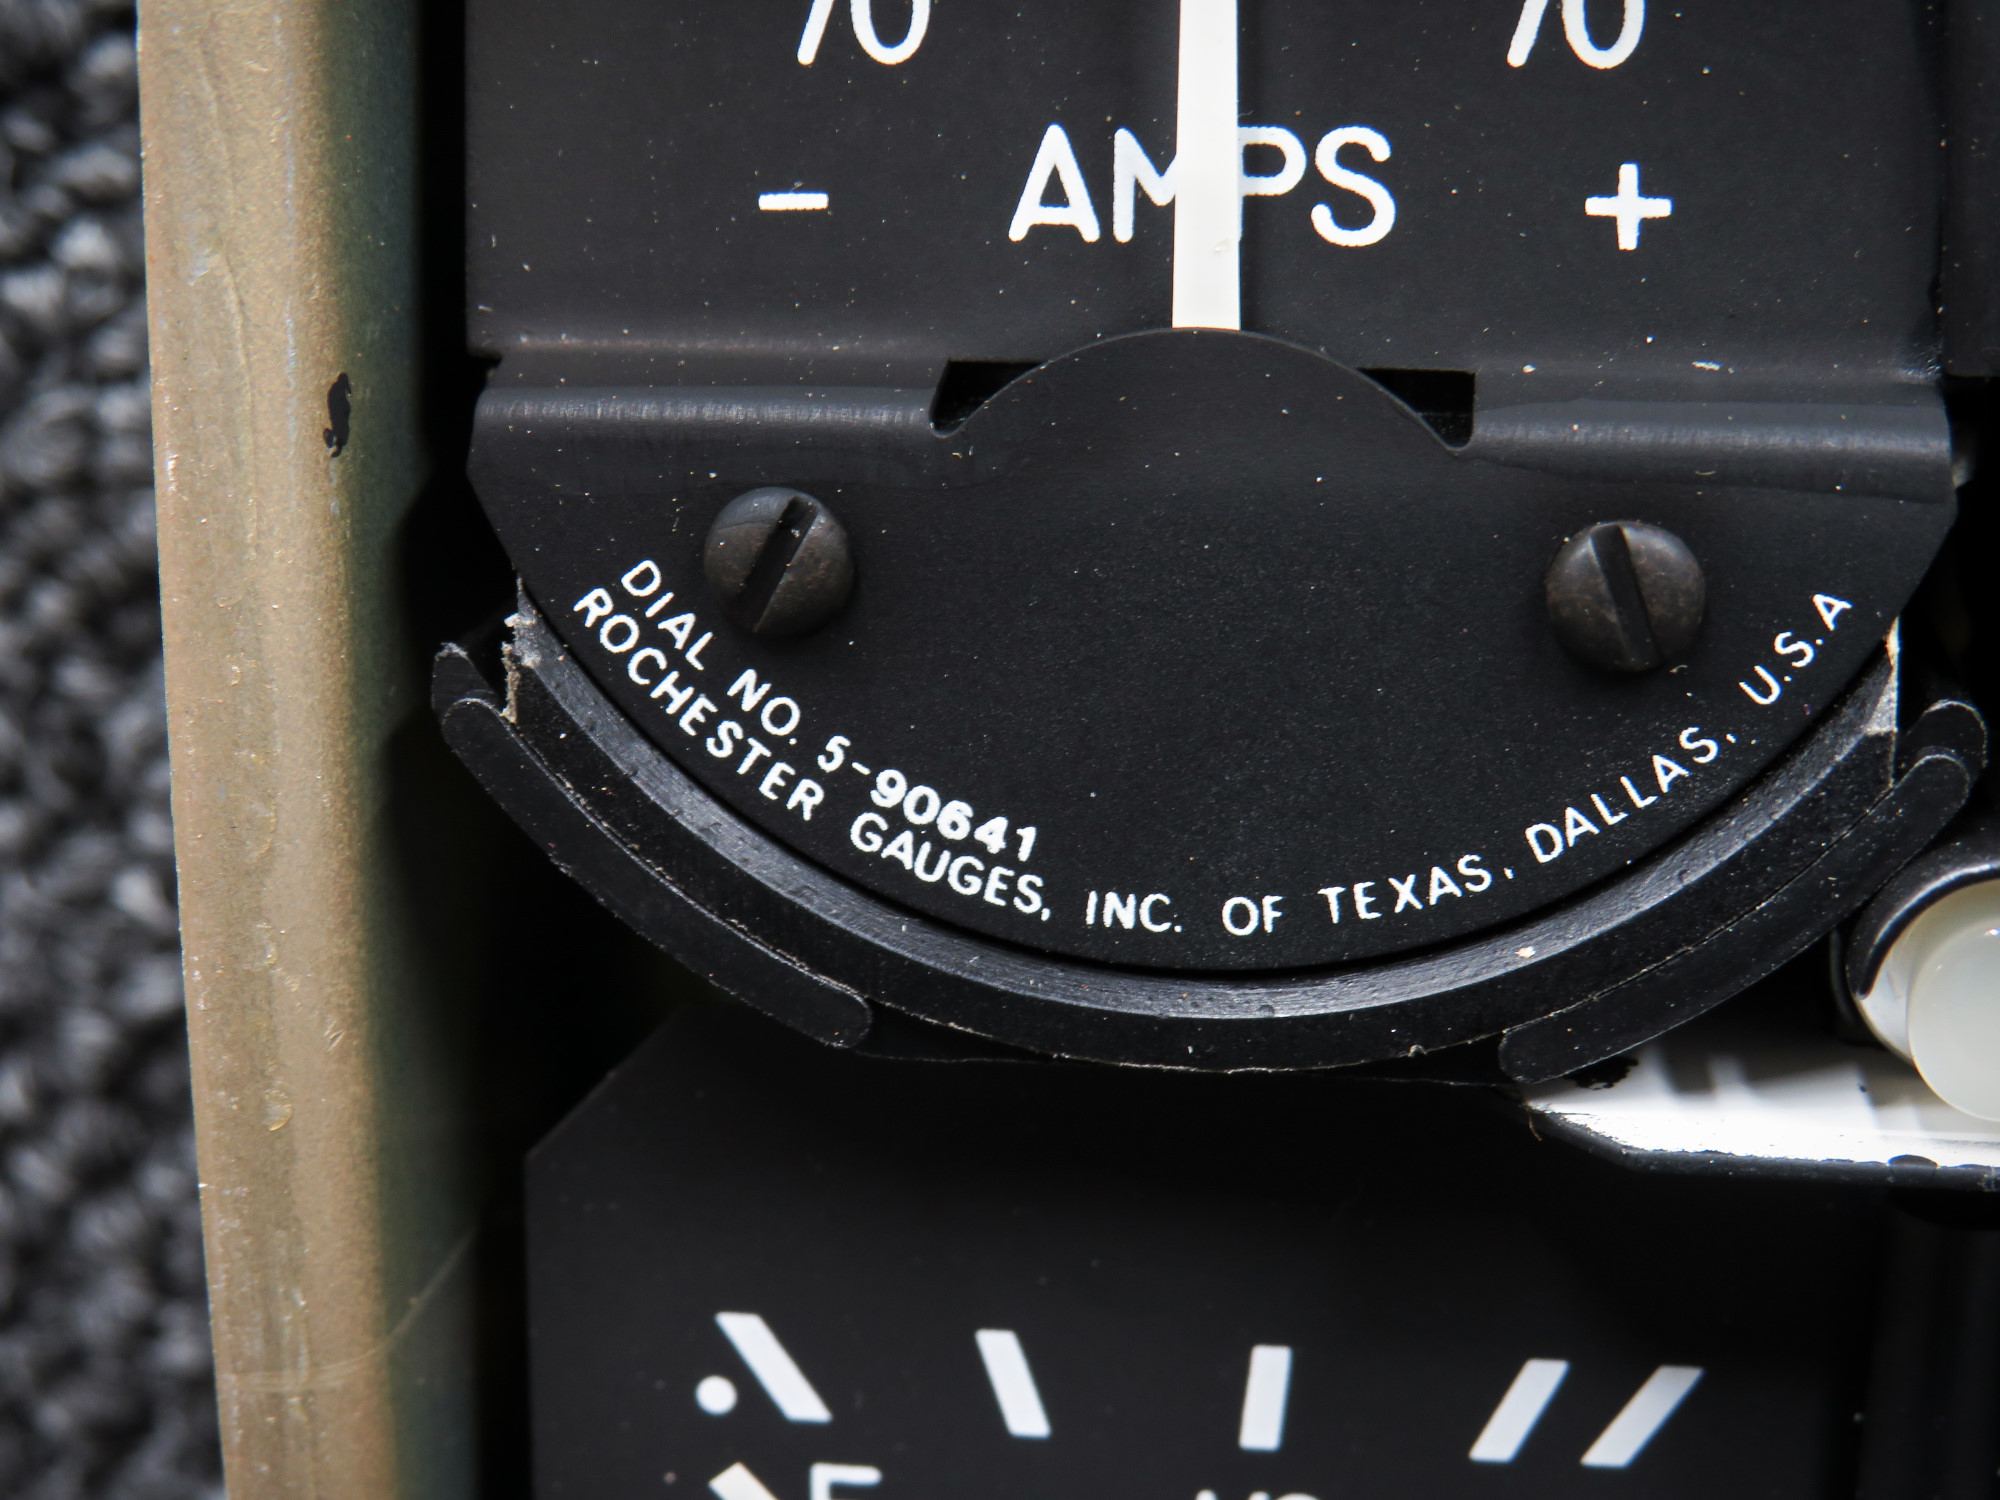 70 70
AMPS
- +
DIAL NO. 5-90641
ROCHESTER GAUGES, INC. OF TEXAS, DALLAS, U.S.A